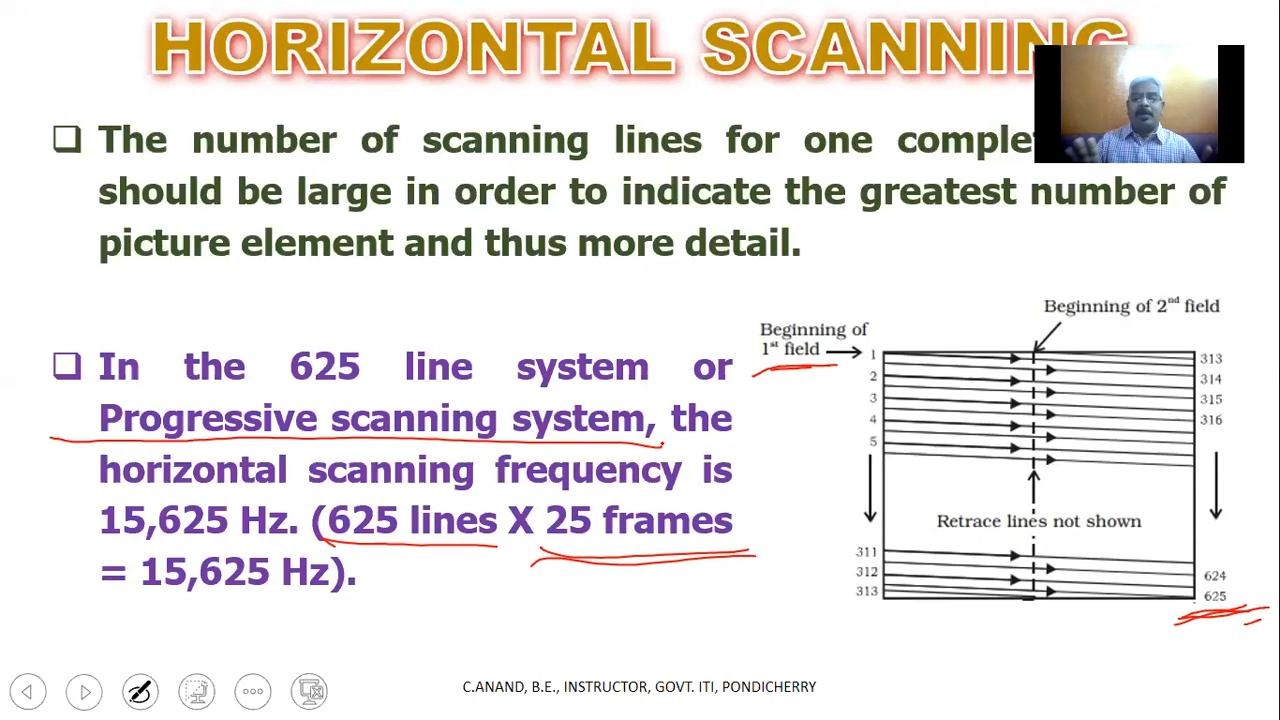 HORIZONTAL SCANNING
❑ The number of scanning lines for one
should be large in order to indicate the greatest number of
picture element and thus more detail.
❑ In the 625 line system or
Progressive scanning system, the
horizontal scanning frequency is
15,625 Hz. (625 lines X 25 frames
= 15,625 Hz).
Beginning of 2nd field
Beginning of
1st field
1
2
3
4
5
313
314
315
316
Retrace lines not shown
311
312
313
624
625
C.ANAND, B.E., INSTRUCTOR, GOVT. ITI, PONDICHERRY